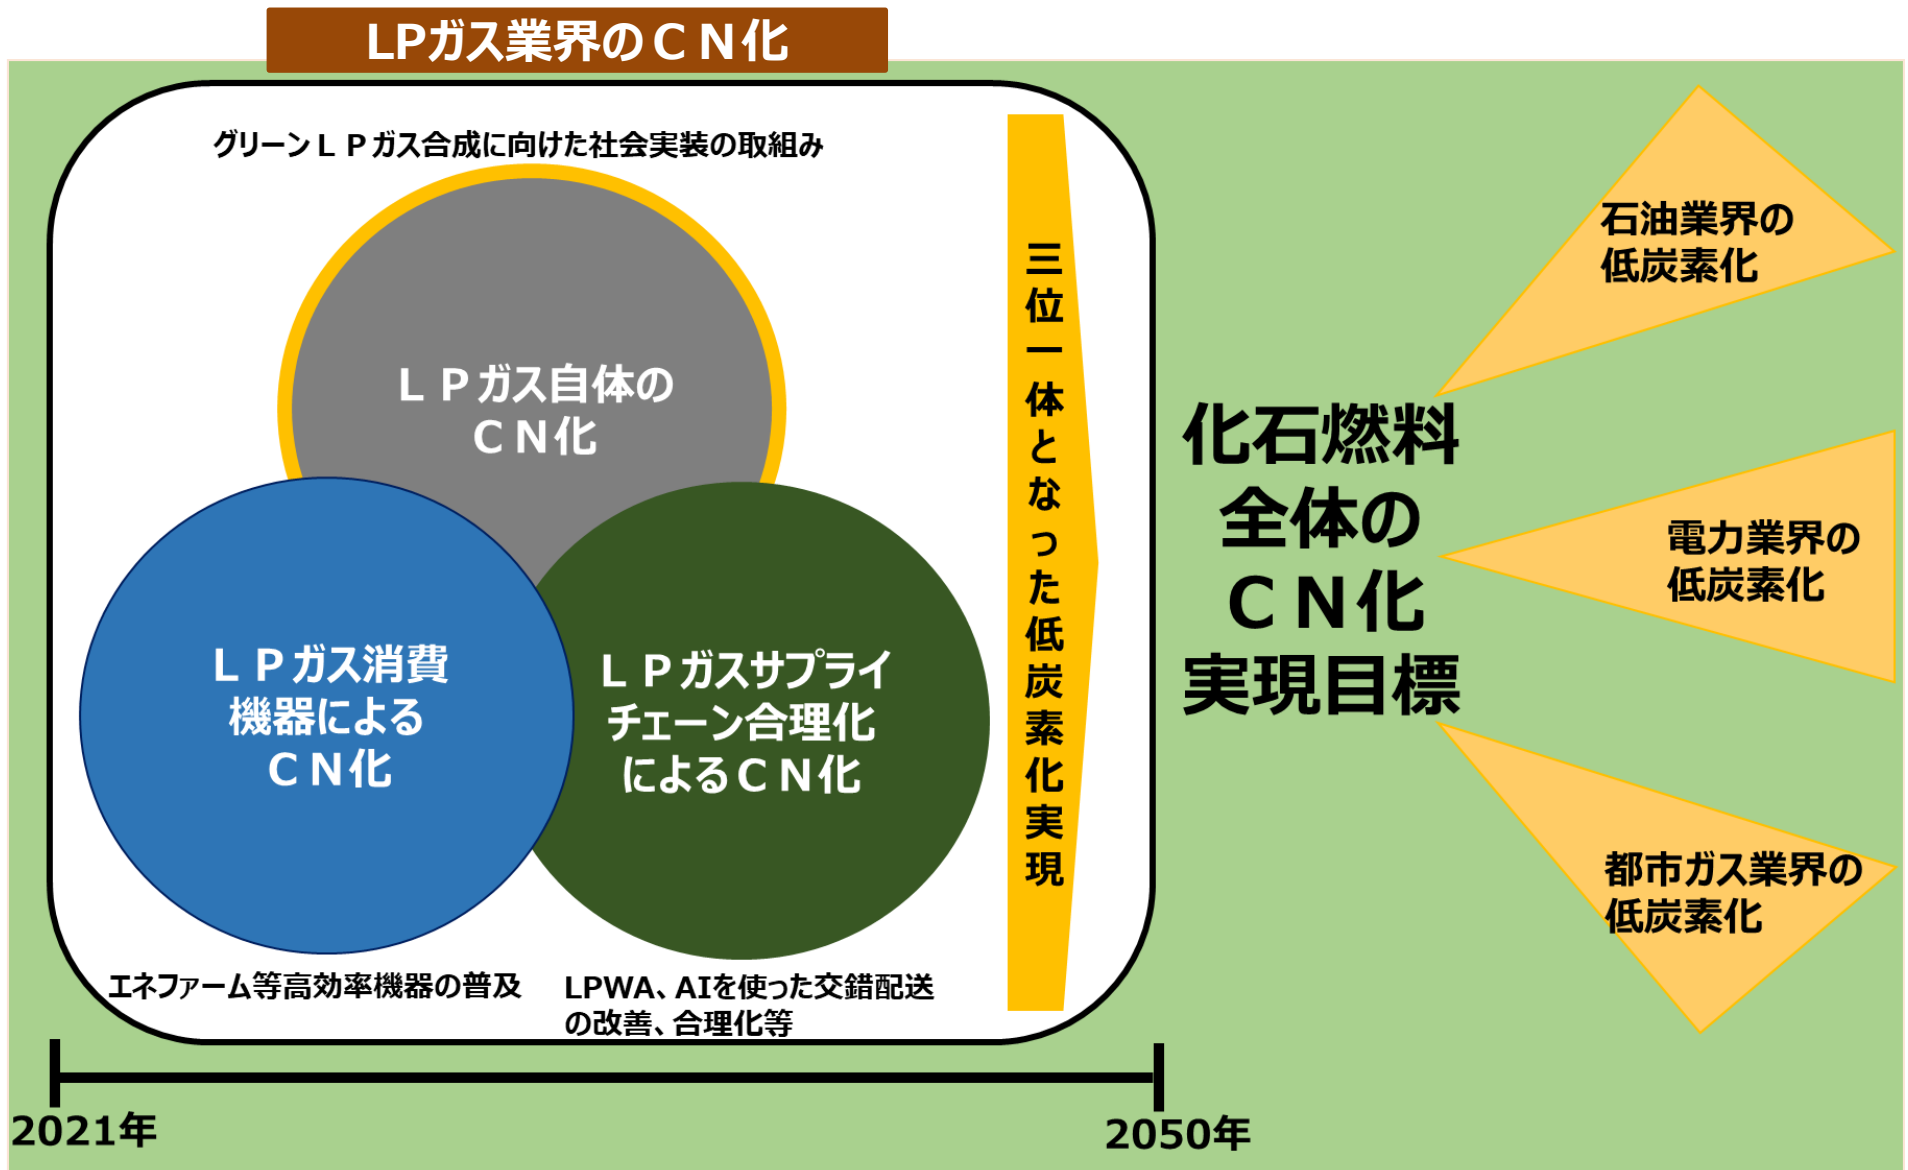 LPガス業界のＣＮ化
グリーンＬＰガス合成に向けた社会実装の取組み
ＬＰガス自体の
ＣＮ化
ＬＰガス消費
機器による
ＣＮ化
ＬＰガスサプライ
チェーン合理化
によるＣＮ化
エネファーム等高効率機器の普及
LPWA、AIを使った交錯配送
の改善、合理化等
三位一体となった低炭素化実現
2021年
2050年
化石燃料
全体の
ＣＮ化
実現目標
石油業界の
低炭素化
電力業界の
低炭素化
都市ガス業界の
低炭素化